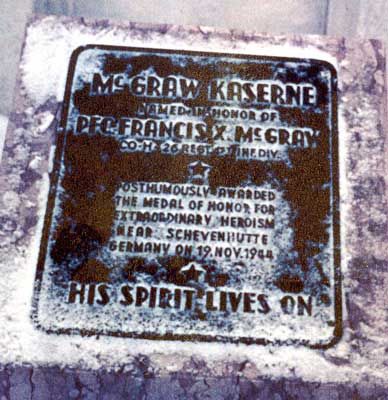 McGRAW KASERNE
NAMED IN HONOR OF
PFC. FRANCIS X. McGRAW
CO·H· 26 REGT. INF. DIV.
POSTHUMOUSLY AWARDED
THE MEDAL OF HONOR FOR
EXTRAORDINARY HEROISM
NEAR SCHEVENHUTTE
GERMANY ON 19. NOV. 1944
HIS SPIRIT LIVES ON